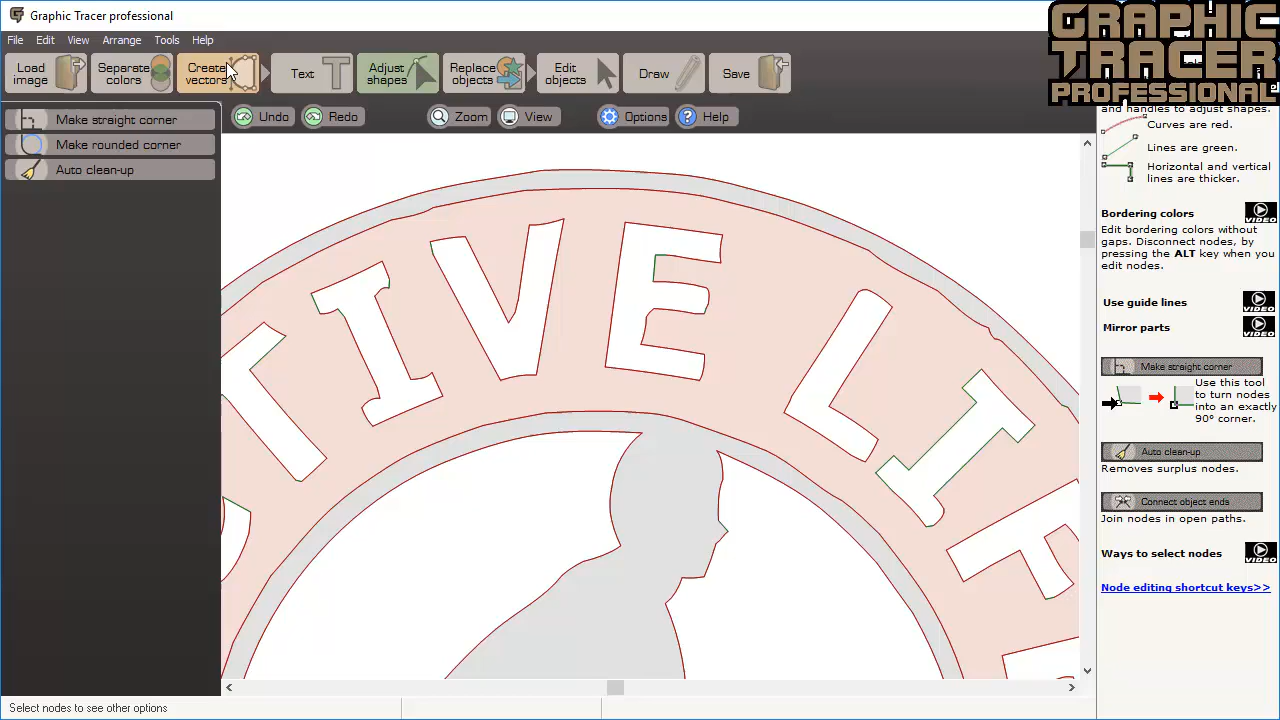 Graphic Tracer professional
GRAPHIC
TRACER
PROFESSIONAL
File Edit View Arrange Tools Help
Load image
Separate colors
Create vectors
Text
Adjust shapes
Replace objects
Edit objects
Draw
Save
Undo
Redo
Zoom
View
Options
Help
Make straight corner
Make rounded corner
Auto clean-up
TIVE LIFE
and handles to adjust shapes.
Curves are red.
Lines are green.
Horizontal and vertical
lines are thicker.
Bordering colors
VIDEO
Edit bordering colors without
gaps. Disconnect nodes, by
pressing the ALT key when you
edit nodes.
Use guide lines
VIDEO
Mirror parts
VIDEO
Make straight corner
Use this tool
to turn nodes
into an exactly
90º corner.
Auto clean-up
Removes surplus nodes.
Connect object ends
Join nodes in open paths.
Ways to select nodes
VIDEO
Node editing shortcut keys>>
Select nodes to see other options